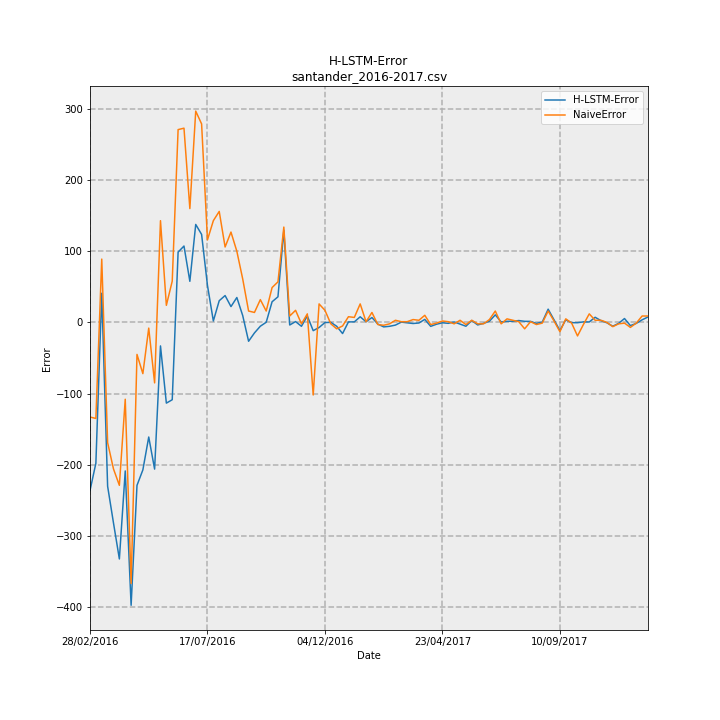 H-LSTM-Error
santander_2016-2017.csv
H-LSTM-Error
NaiveError
300
200
100
0
−100
−200
−300
−400
Error
28/02/2016
17/07/2016
04/12/2016
23/04/2017
10/09/2017
Date